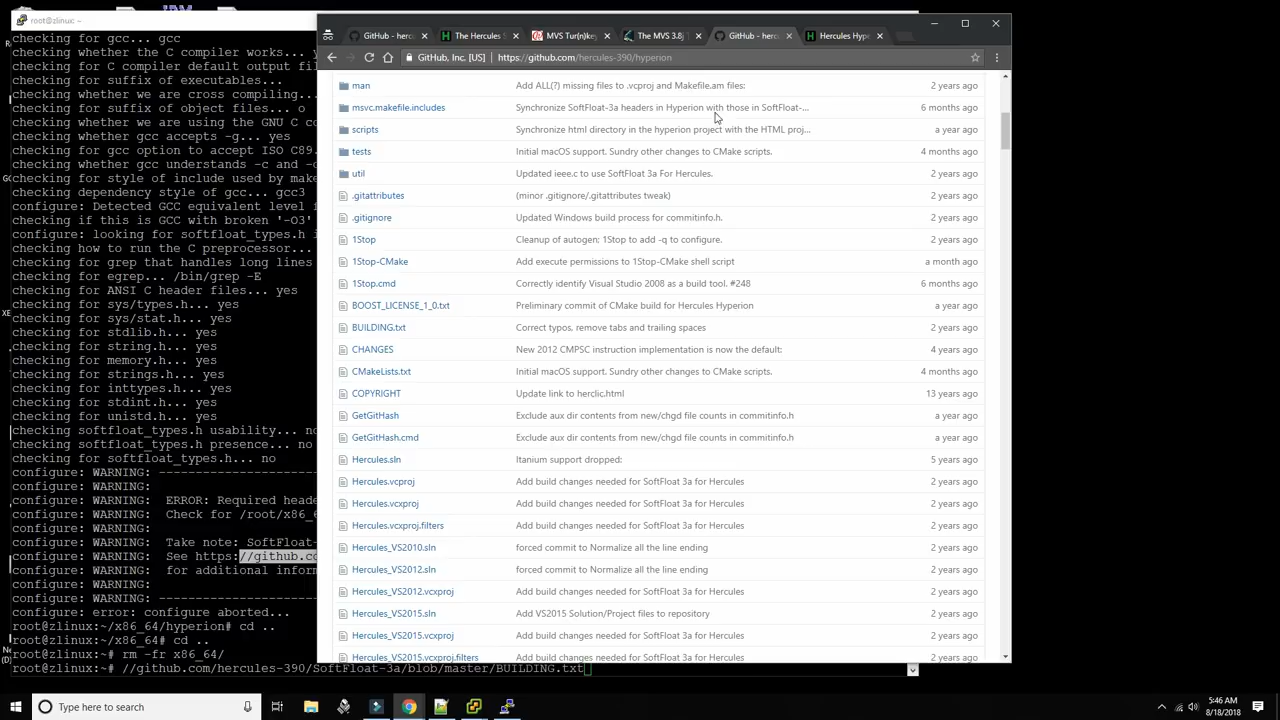 root@zlinux: ~
checking for gcc... gcc
checking whether the C compiler works... y
checking for C compiler default output fil
checking for suffix of executables...
checking whether we are cross compiling...
checking for suffix of object files... o
checking whether we are using the GNU C co
checking whether gcc accepts -g... yes
checking for gcc option to accept ISO C89.
checking whether gcc understands -c and -o
checking for style of include used by make
checking dependency style of gcc... gcc3
configure: Detected GCC equivalent level f
checking if this is GCC with broken '-O3'
configure: looking for softfloat_types.h i
checking how to run the C preprocessor...
checking for grep that handles long lines
checking for egrep... /bin/grep -E
checking for ANSI C header files... yes
checking for sys/types.h... yes
checking for sys/stat.h... yes
checking for stdlib.h... yes
checking for string.h... yes
checking for memory.h... yes
checking for strings.h... yes
checking for inttypes.h... yes
checking for stdint.h... yes
checking for unistd.h... yes
checking softfloat_types.h usability... no
checking softfloat_types.h presence... no
checking for softfloat_types.h... no
configure: WARNING: ----------------------
configure: WARNING:
configure: WARNING:  ERROR: Required heade
configure: WARNING:  Check for /root/x86_6
configure: WARNING:
configure: WARNING:  Take note: SoftFloat-
configure: WARNING:  See https://github.co
configure: WARNING:  for additional inform
configure: WARNING:
configure: WARNING: ----------------------
configure: error: configure aborted...
root@zlinux:~/x86_64/hyperion# cd ..
root@zlinux:~/x86_64# cd ..
root@zlinux:~# rm -fr x86_64/
root@zlinux:~# //github.com/hercules-390/SoftFloat-3a/blob/master/BUILDING.txt
GitHub - herc
The Hercules S
MVS Tur(n)key
The MVS 3.8j
GitHub - herc
Hercules Hype
GitHub, Inc. [US] | https://github.com/hercules-390/hyperion
man Add ALL(?) missing files to .vcproj and Makefile.am files: 2 years ago
msvc.makefile.includes Synchronize SoftFloat-3a headers in Hyperion with those in SoftFloat-... 6 months ago
scripts Synchronize html directory in the hyperion project with the HTML proj... a year ago
tests Initial macOS support. Sundry other changes to CMake scripts. 4 months ago
util Updated ieee.c to use SoftFloat 3a For Hercules. 2 years ago
.gitattributes (minor .gitignore/.gitattributes tweak) 2 years ago
.gitignore Updated Windows build process for commitinfo.h. 2 years ago
1Stop Cleanup of autogen; 1Stop to add -q to configure. 2 years ago
1Stop-CMake Add execute permissions to 1Stop-CMake shell script a month ago
1Stop.cmd Correctly identify Visual Studio 2008 as a build tool. #248 6 months ago
BOOST_LICENSE_1_0.txt Preliminary commit of CMake build for Hercules Hyperion a year ago
BUILDING.txt Correct typos, remove tabs and trailing spaces 2 years ago
CHANGES New 2012 CMPSC instruction implementation is now the default: 4 years ago
CMakeLists.txt Initial macOS support. Sundry other changes to CMake scripts. 4 months ago
COPYRIGHT Update link to herclic.html 13 years ago
GetGitHash Exclude aux dir contents from new/chgd file counts in commitinfo.h a year ago
GetGitHash.cmd Exclude aux dir contents from new/chgd file counts in commitinfo.h a year ago
Hercules.sln Itanium support dropped: 5 years ago
Hercules.vcproj Add build changes needed for SoftFloat 3a for Hercules 2 years ago
Hercules.vcxproj Add build changes needed for SoftFloat 3a for Hercules 2 years ago
Hercules.vcxproj.filters Add build changes needed for SoftFloat 3a for Hercules 2 years ago
Hercules_VS2010.sln forced commit to Normalize all the line ending 2 years ago
Hercules_VS2012.sln forced commit to Normalize all the line ending 2 years ago
Hercules_VS2012.vcxproj Add build changes needed for SoftFloat 3a for Hercules 2 years ago
Hercules_VS2015.sln Add VS2015 Solution/Project files to repository 2 years ago
Hercules_VS2015.vcxproj Add build changes needed for SoftFloat 3a for Hercules 2 years ago
Hercules_VS2015.vcxproj.filters Add build changes needed for SoftFloat 3a for Hercules 2 years ago
Type here to search
5:46 AM
8/18/2018